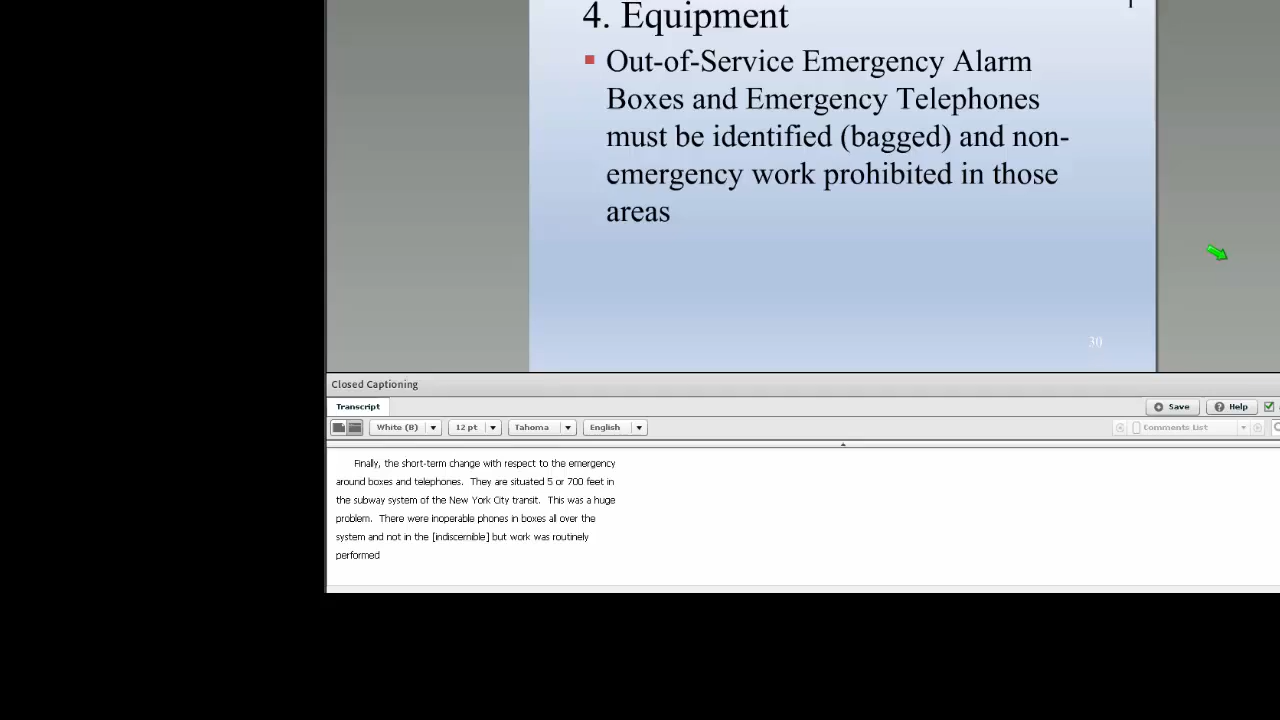 4. Equipment
Out-of-Service Emergency Alarm
Boxes and Emergency Telephones
must be identified (bagged) and non-
emergency work prohibited in those
areas
30
Closed Captioning
Transcript
Save
Help
White (8)
12 pt
Tahoma
English
Comments List
Finally, the short-term change with respect to the emergency
around boxes and telephones. They are situated 5 or 700 feet in
the subway system of the New York City transit. This was a huge
problem. There were inoperable phones in boxes all over the
system and not in the [indiscernible] but work was routinely
performed